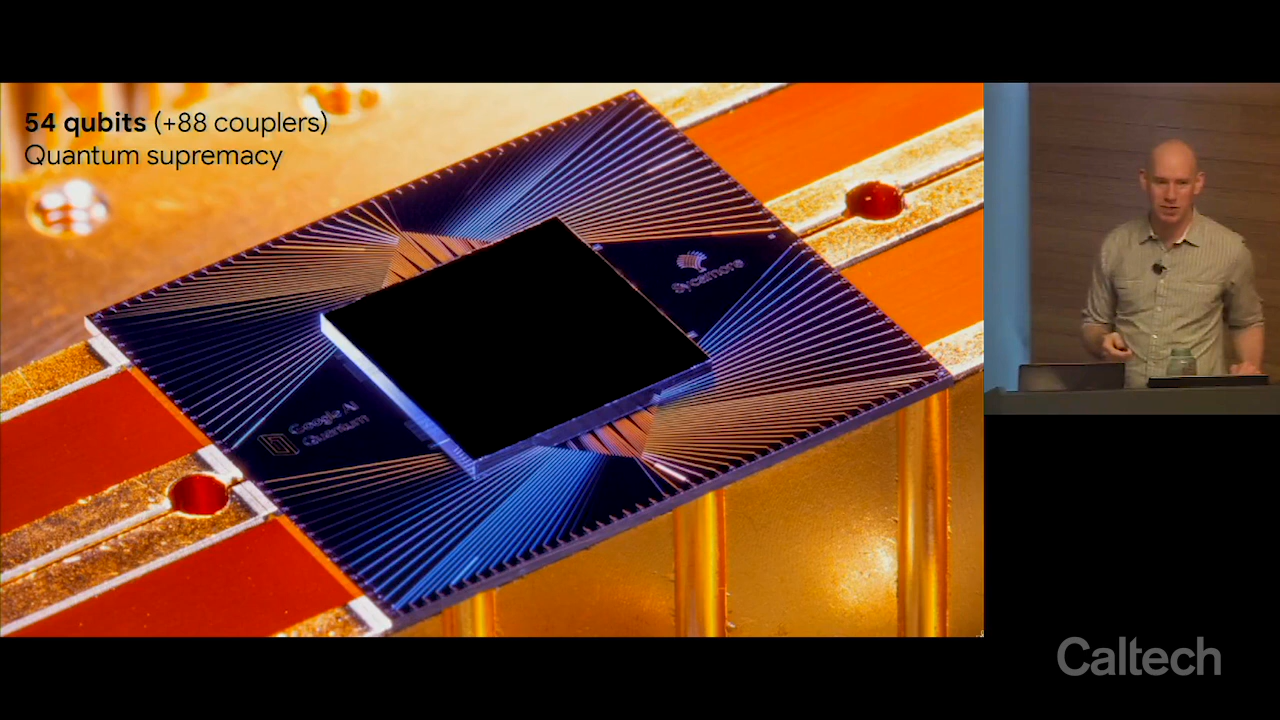 54 qubits (+88 couplers)
Quantum supremacy
Sycamore
Google AI
Quantum
Caltech